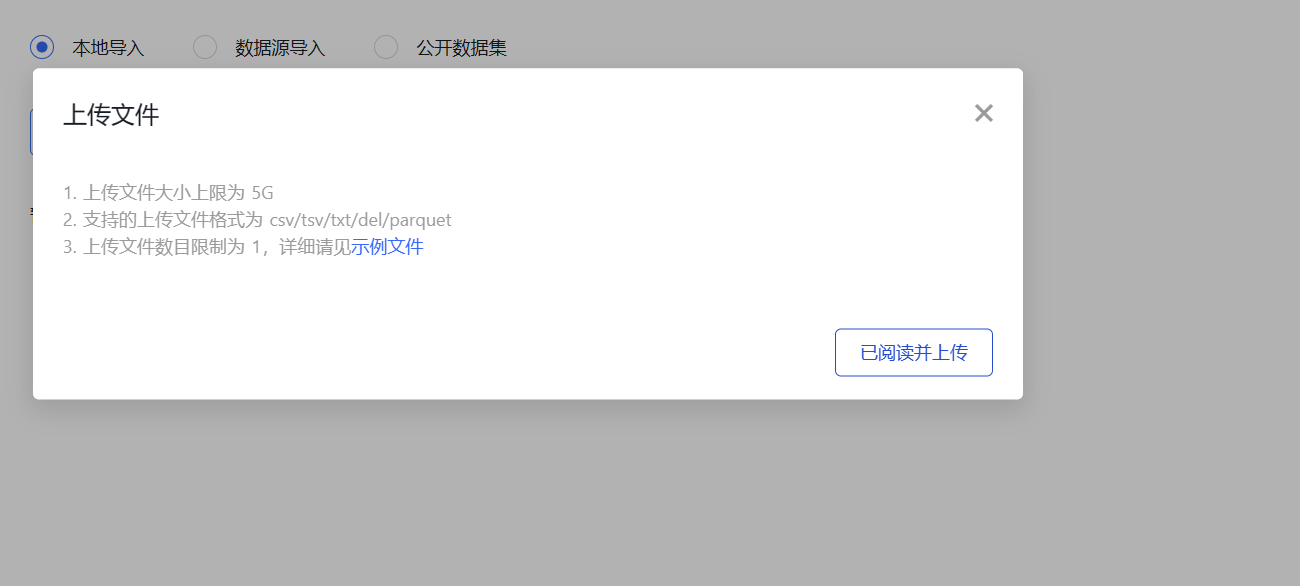 本地导入 数据源导入 公开数据集
上传文件
1. 上传文件大小上限为 5G
2. 支持的上传文件格式为 csv/tsv/txt/del/parquet
3. 上传文件数目限制为 1，详细请见示例文件
已阅读并上传